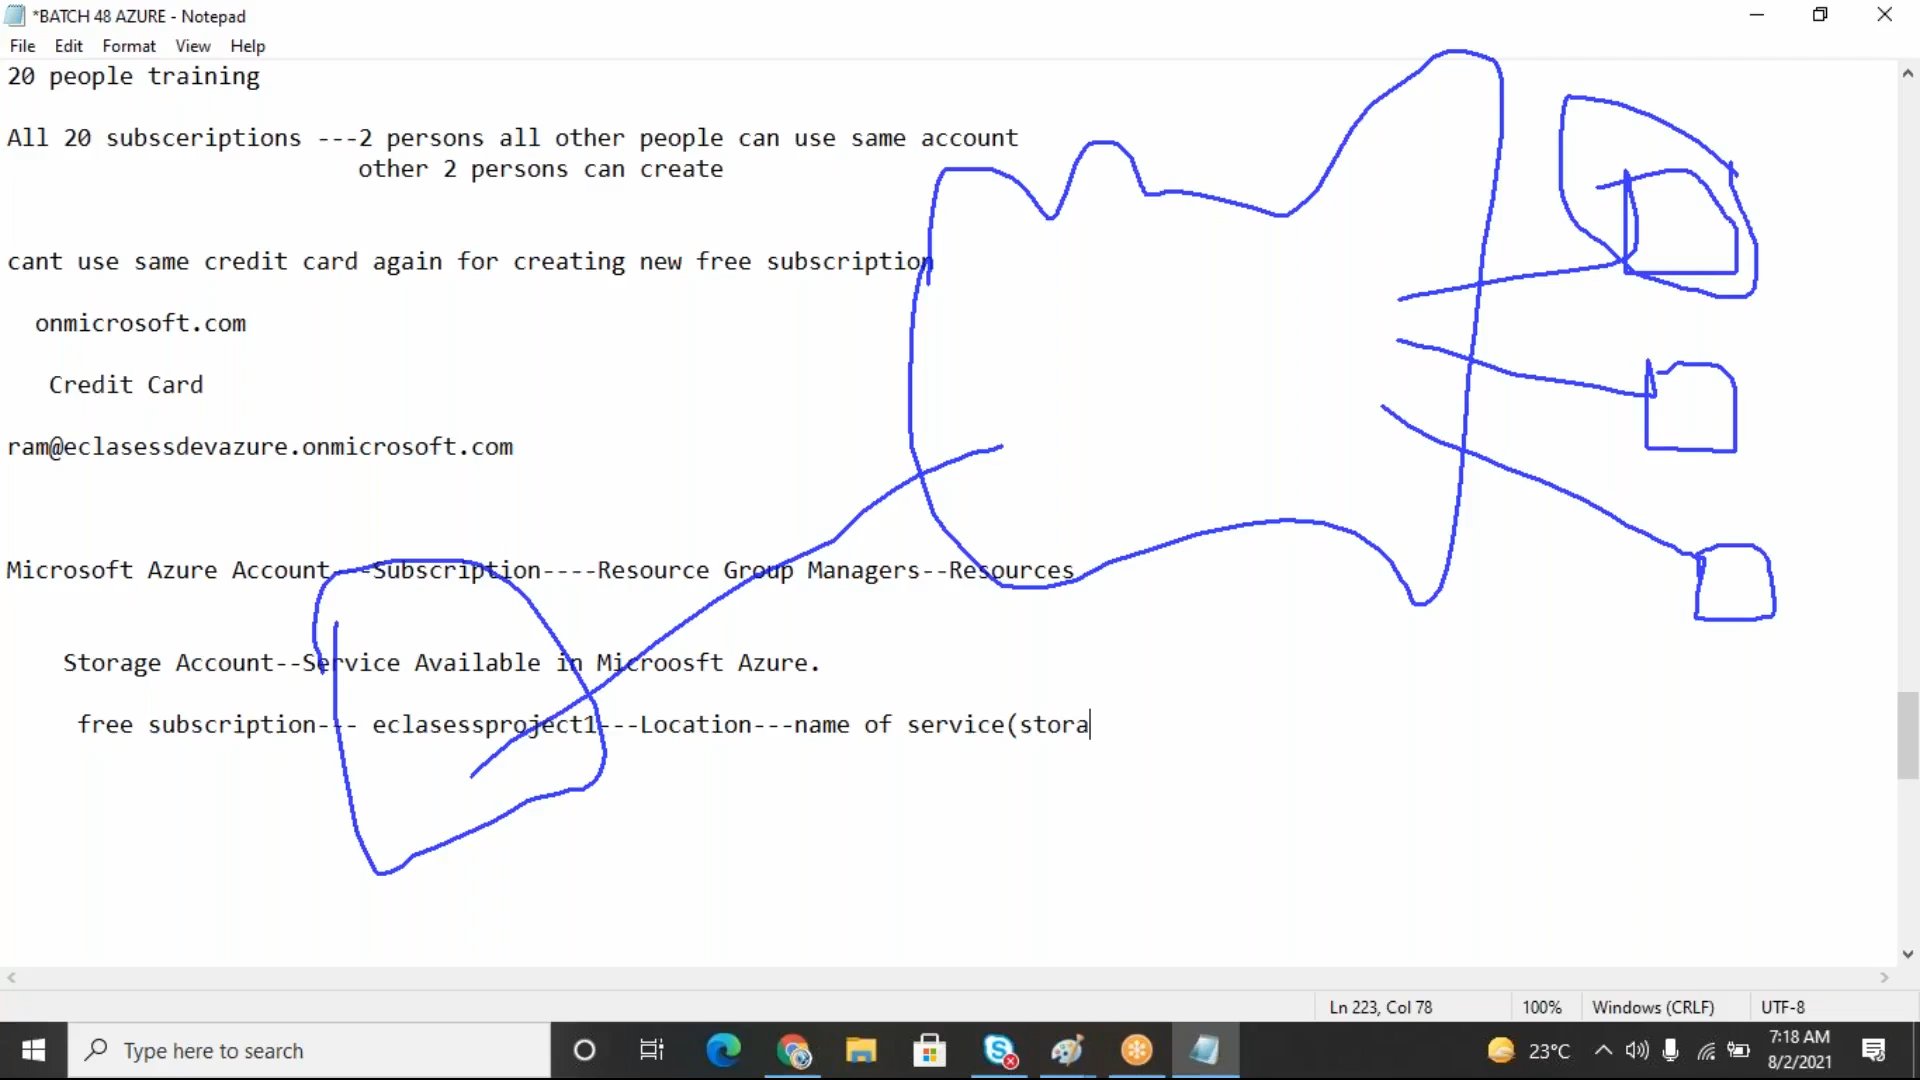 *BATCH 48 AZURE - Notepad
File Edit Format View Help
20 people training
All 20 subsceriptions ---2 persons all other people can use same account
other 2 persons can create
cant use same credit card again for creating new free subscription
onmicrosoft.com
Credit Card
ram@eclasessdevazure.onmicrosoft.com
Microsoft Azure Account---Subscription----Resource Group Managers--Resources
Storage Account--Service Available in Microosft Azure.
free subscription--- eclasessproject1---Location---name of service(stora
Ln 223, Col 78 100% Windows (CRLF) UTF-8
Type here to search
23°C
7:18 AM
8/2/2021